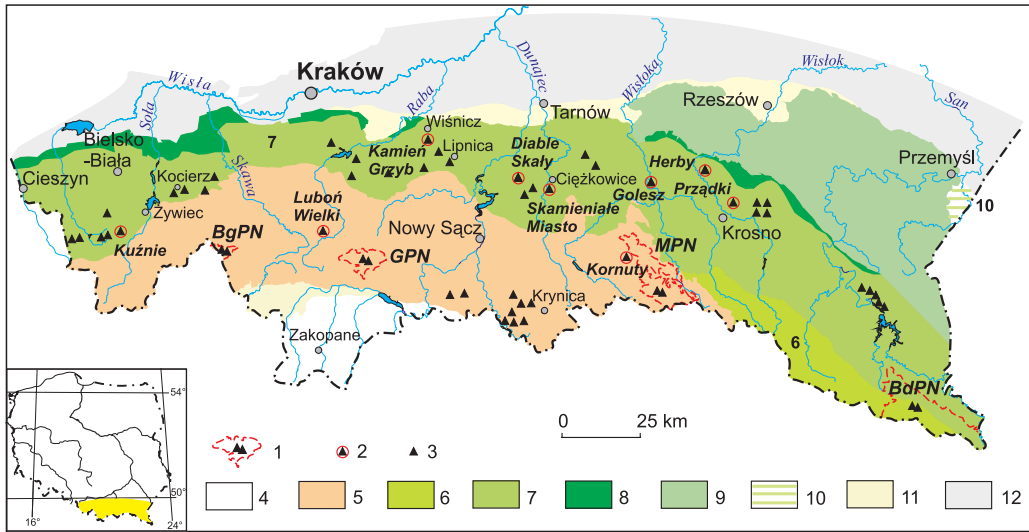 Kraków
Wisła
Soła
Skawa
Raba
Dunajec
Wisłoka
Wisłok
San
Bielsko
-Biała
Cieszyn
Kocierz
Żywiec
Kuźnie
7
BgPN
Luboń
Wielki
GPN
Zakopane
Kamień
Grzyb
Wiśnicz
Lipnica
Nowy Sącz
Krynica
Diable
Skały
Tarnów
Ciężkowice
Skamieniałe
Miasto
Golesz
Kornuty
MPN
Rzeszów
Herby
Prządki
Krosno
Przemyśl
10
6
BdPN
0 25 km
54°
50°
16°
24°
1 2 3
4 5 6 7 8 9 10 11 12